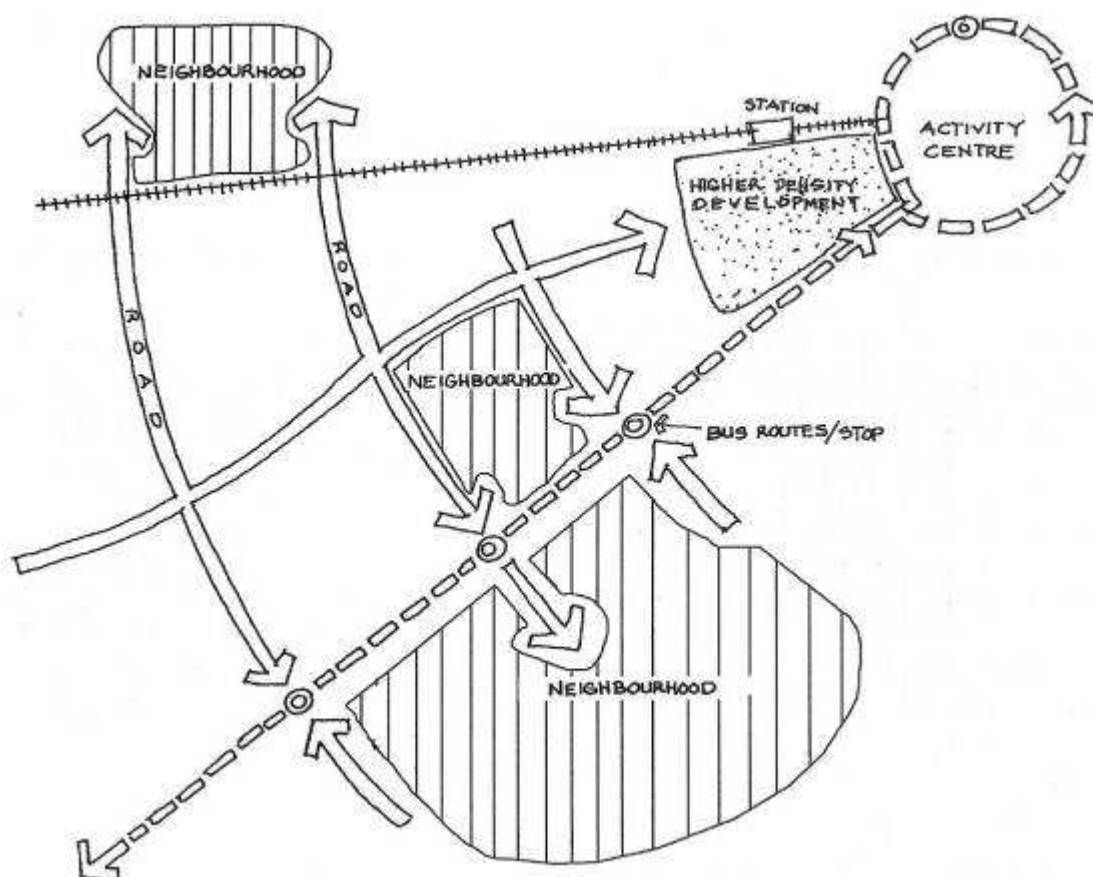 NEIGHBOURHOOD
STATION
ACTIVITY
CENTRE
HIGHER DENSITY
DEVELOPMENT
ROAD
ROAD
NEIGHBOURHOOD
BUS ROUTES/STOP
NEIGHBOURHOOD